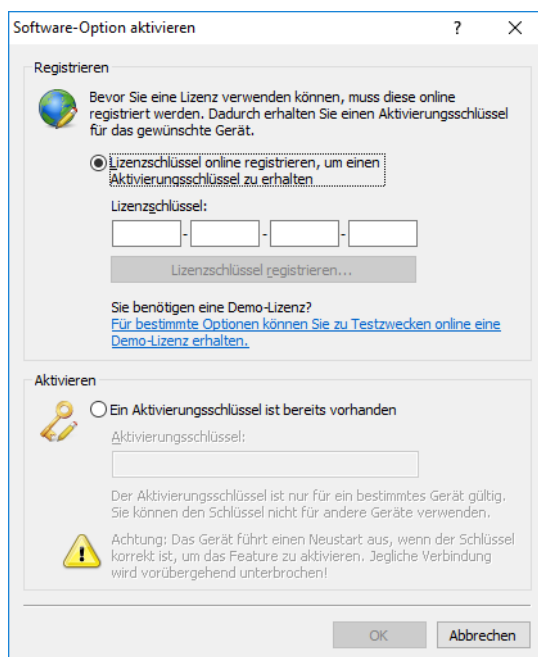 Software-Option aktivieren
Registrieren
Bevor Sie eine Lizenz verwenden können, muss diese online
registriert werden. Dadurch erhalten Sie einen Aktivierungsschlüssel
für das gewünschte Gerät.
Lizenzschlüssel online registrieren, um einen
Aktivierungsschlüssel zu erhalten
Lizenzschlüssel:
- - -
Lizenzschlüssel registrieren...
Sie benötigen eine Demo-Lizenz?
Für bestimmte Optionen können Sie zu Testzwecken online eine
Demo-Lizenz erhalten.
Aktivieren
Ein Aktivierungsschlüssel ist bereits vorhanden
Aktivierungsschlüssel:
Der Aktivierungsschlüssel ist nur für ein bestimmtes Gerät gültig.
Sie können den Schlüssel nicht für andere Geräte verwenden.
Achtung: Das Gerät führt einen Neustart aus, wenn der Schlüssel
korrekt ist, um das Feature zu aktivieren. Jegliche Verbindung
wird vorübergehend unterbrochen!
OK Abbrechen